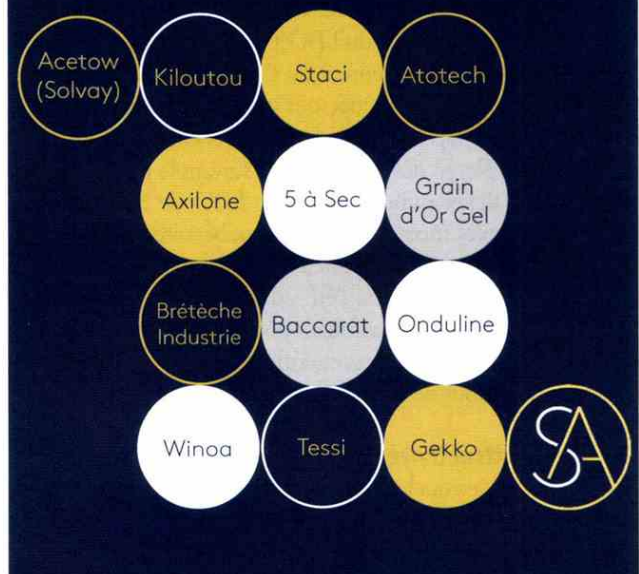 Acetow
(Solvay)
Kiloutou
Staci
Atotech
Axilone
5 à Sec
Grain
d'Or Gel
Brétèche
Industrie
Baccarat
Onduline
Winoa
Tessi
Gekko
SA